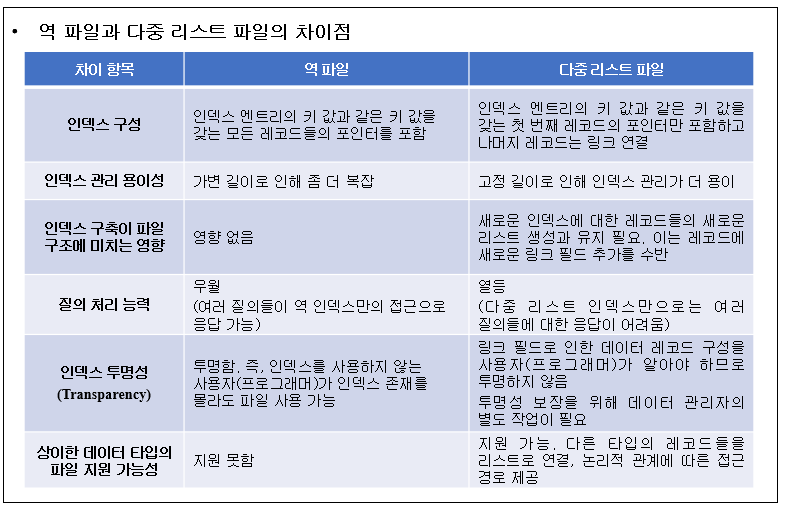 • 역 파일과 다중 리스트 파일의 차이점
차이 항목
역 파일
다중 리스트 파일
인덱스 구성
인덱스 엔트리의 키 값과 같은 키 값을
갖는 모든 레코드들의 포인터를 포함
인덱스 엔트리의 키 값과 같은 키 값을
갖는 첫 번째 레코드의 포인터만 포함하고
나머지 레코드는 링크 연결
인덱스 관리 용이성
가변 길이로 인해 좀 더 복잡
고정 길이로 인해 인덱스 관리가 더 용이
인덱스 구축이 파일
구조에 미치는 영향
영향 없음
새로운 인덱스에 대한 레코드들의 새로운
리스트 생성과 유지 필요. 이는 레코드에
새로운 링크 필드 추가를 수반
질의 처리 능력
우월
(여러 질의들이 역 인덱스만의 접근으로
응답 가능)
열등
(다중 리스트 인덱스만으로는 여러
질의들에 대한 응답이 어려움)
인덱스 투명성
(Transparency)
투명함. 즉, 인덱스를 사용하지 않는
사용자(프로그래머)가 인덱스 존재를
몰라도 파일 사용 가능
링크 필드로 인한 데이터 레코드 구성을
사용자(프로그래머)가 알아야 하므로
투명하지 않음
투명성 보장을 위해 데이터 관리자의
별도 작업이 필요
상이한 데이터 타입의
파일 지원 가능성
지원 못함
지원 가능. 다른 타입의 레코드들을
리스트로 연결, 논리적 관계에 따른 접근
경로 제공